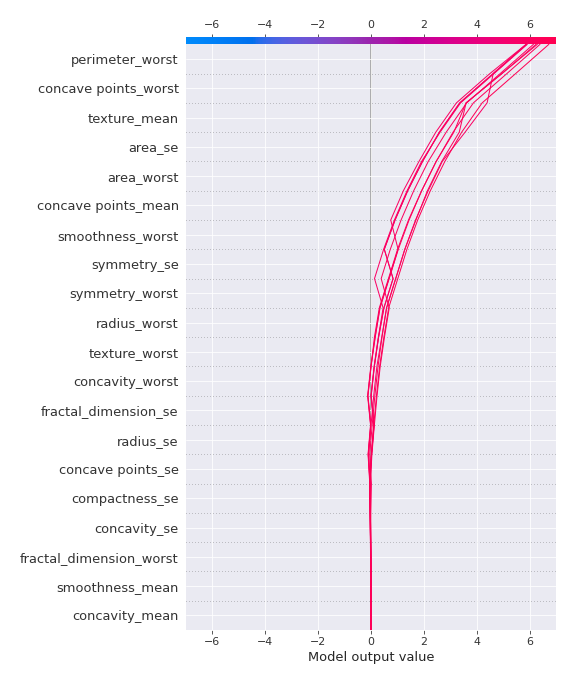 −6 −4 −2 0 2 4 6
perimeter_worst
concave points_worst
texture_mean
area_se
area_worst
concave points_mean
smoothness_worst
symmetry_se
symmetry_worst
radius_worst
texture_worst
concavity_worst
fractal_dimension_se
radius_se
concave points_se
compactness_se
concavity_se
fractal_dimension_worst
smoothness_mean
concavity_mean
−6 −4 −2 0 2 4 6
Model output value